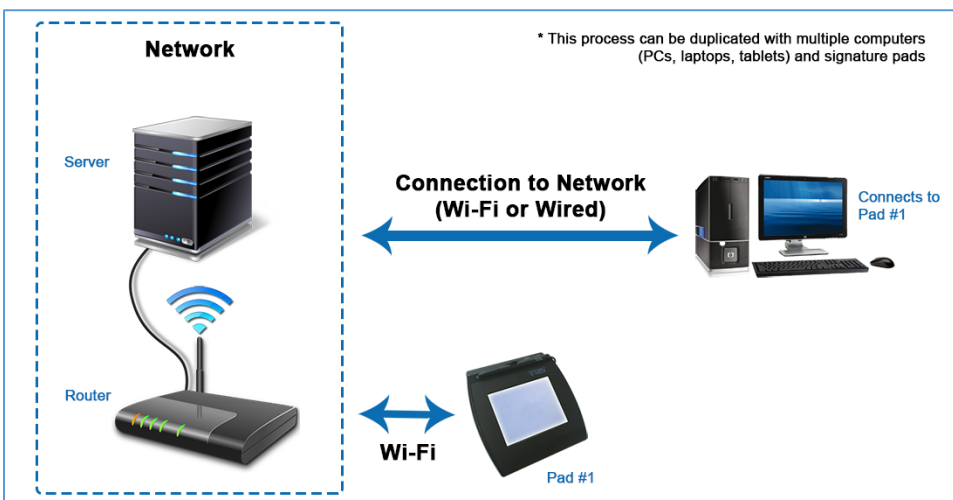 Network
* This process can be duplicated with multiple computers
(PCs, laptops, tablets) and signature pads
Server
Connection to Network
(Wi-Fi or Wired)
Connects to
Pad #1
Router
Wi-Fi
Pad #1